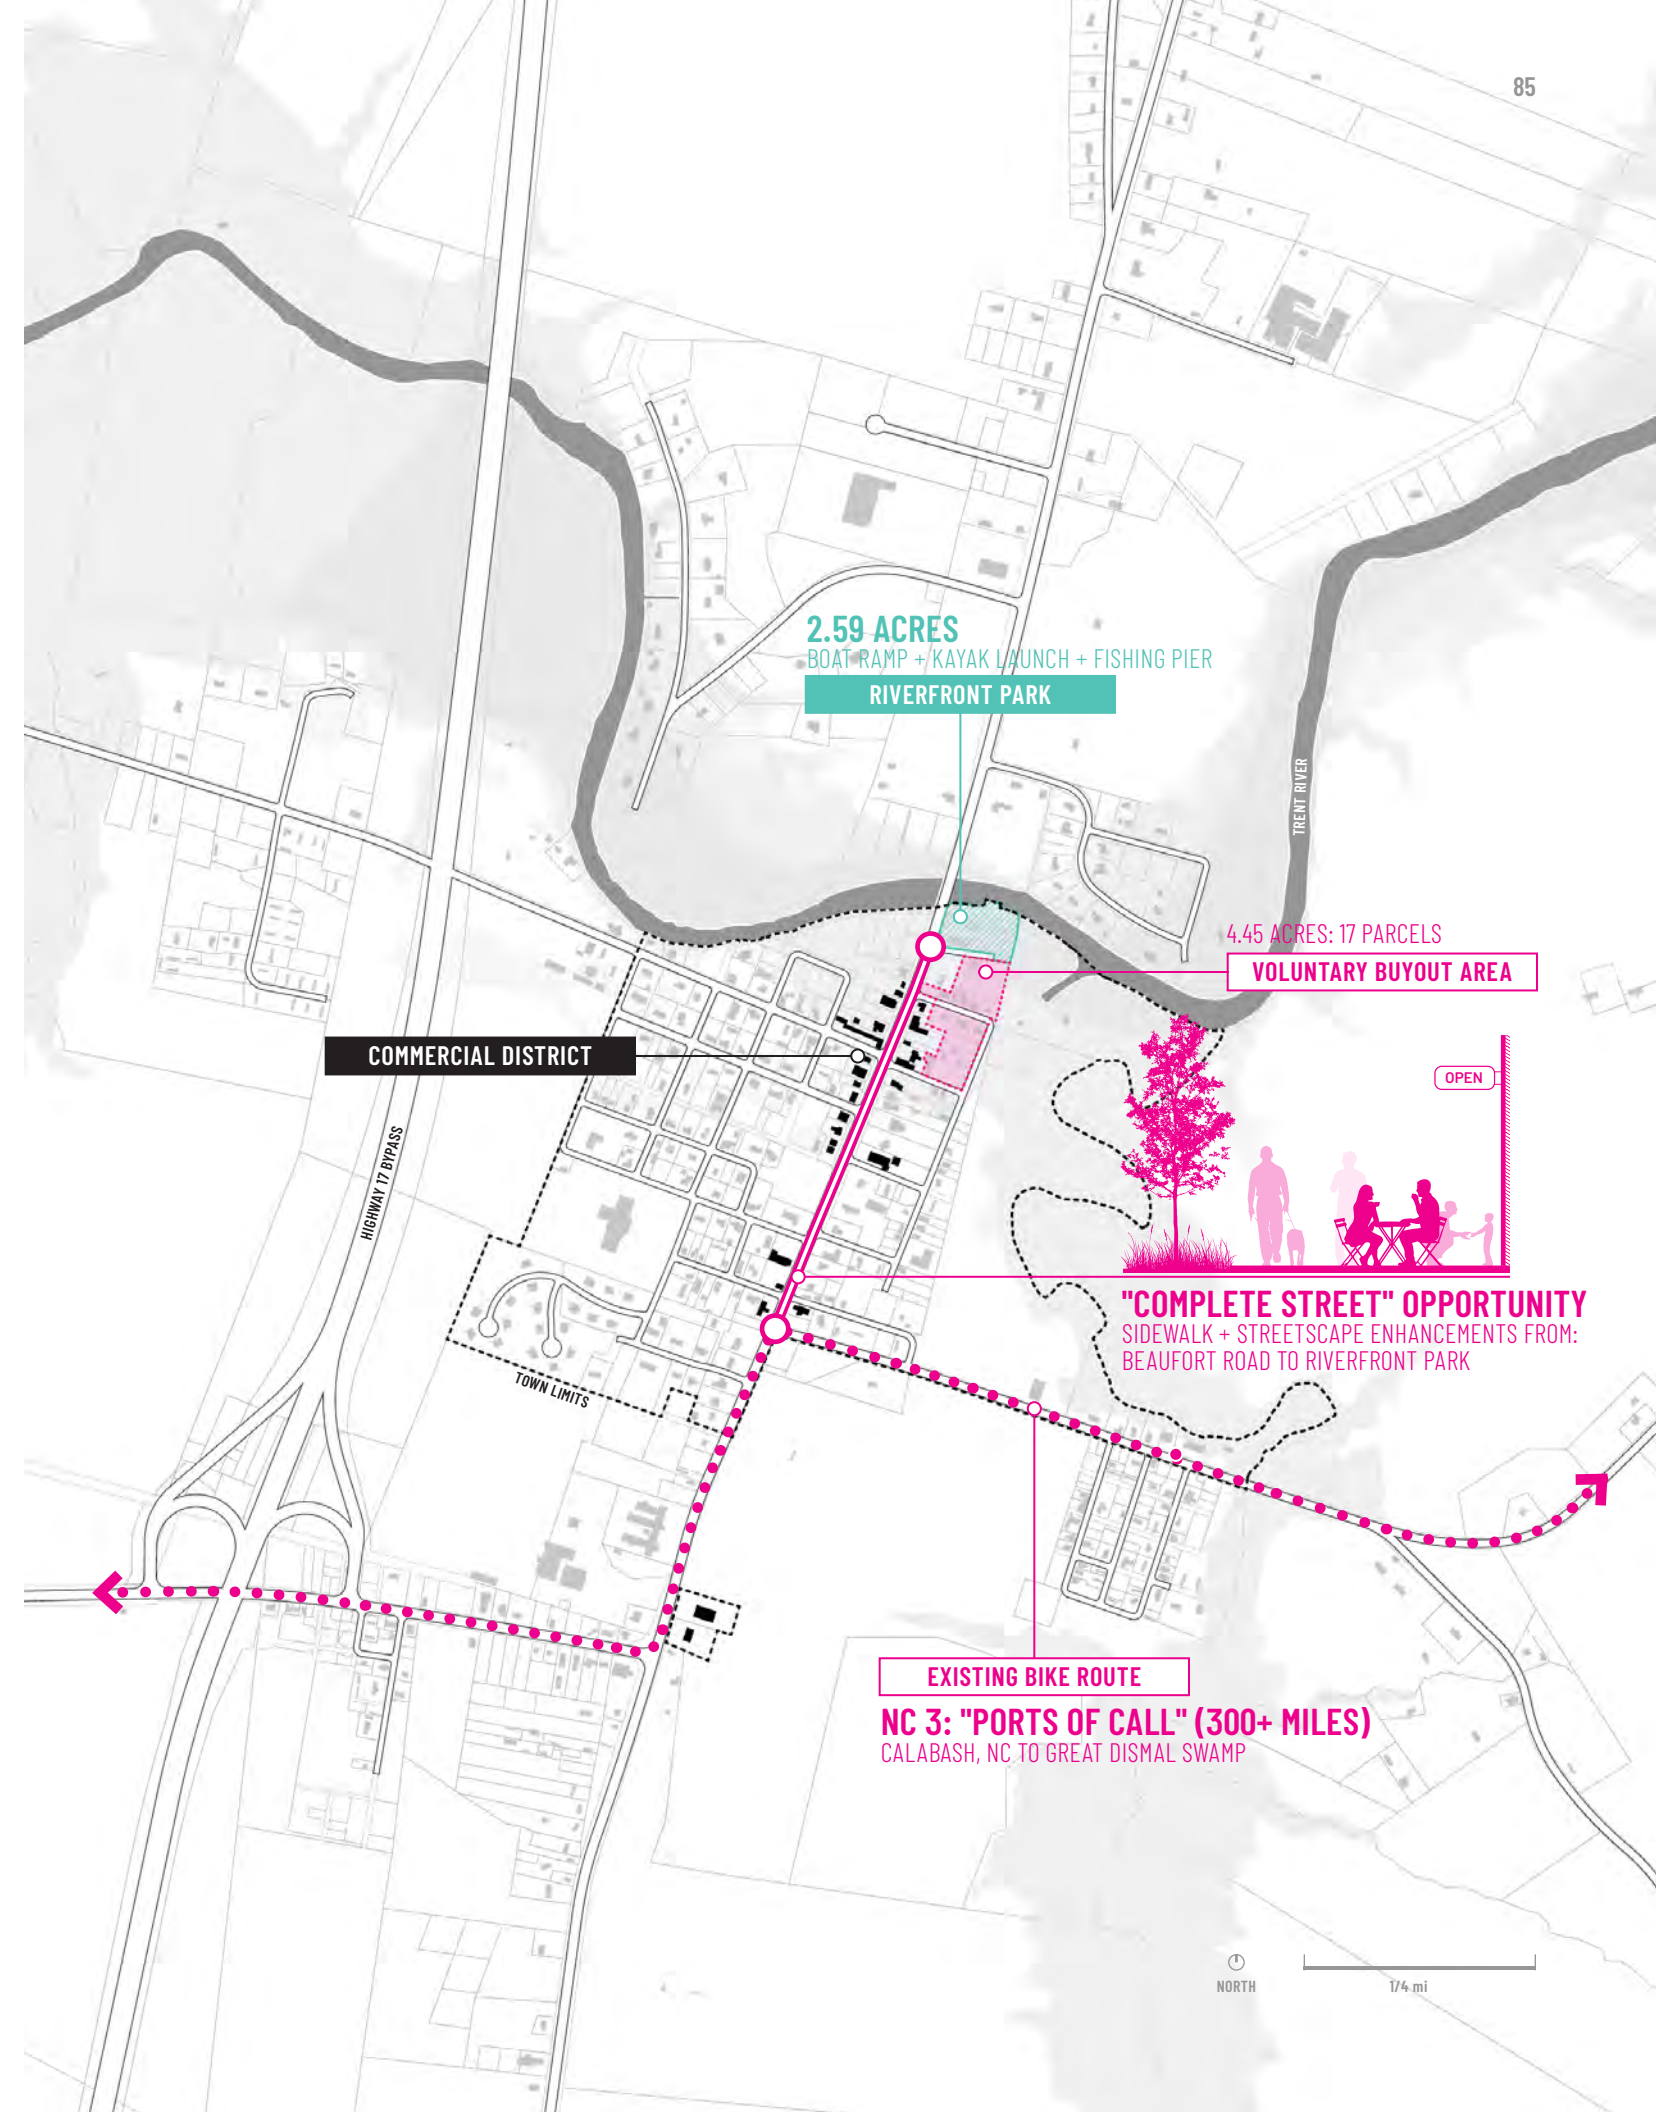 85
2.59 ACRES
BOAT RAMP + KAYAK LAUNCH + FISHING PIER
RIVERFRONT PARK
TRENT RIVER
4.45 ACRES: 17 PARCELS
VOLUNTARY BUYOUT AREA
COMMERCIAL DISTRICT
OPEN
HIGHWAY 17 BYPASS
"COMPLETE STREET" OPPORTUNITY
SIDEWALK + STREETSCAPE ENHANCEMENTS FROM:
BEAUFORT ROAD TO RIVERFRONT PARK
TOWN LIMITS
EXISTING BIKE ROUTE
NC 3: "PORTS OF CALL" (300+ MILES)
CALABASH, NC TO GREAT DISMAL SWAMP
NORTH
1/4 mi